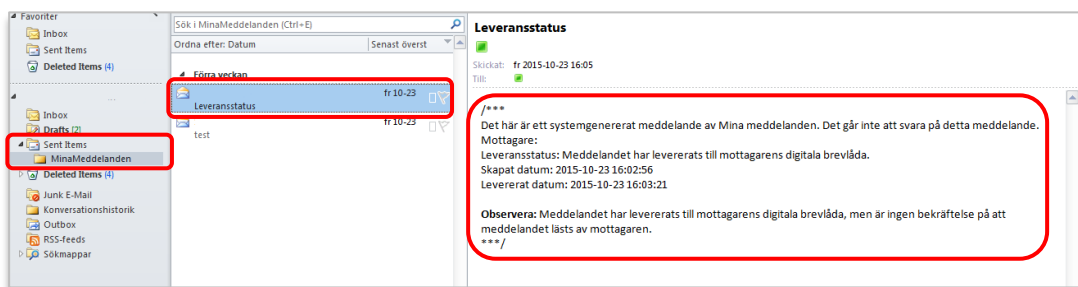 Favoriter
Inbox
Sent Items
Deleted Items (4)
...
Inbox
Drafts [2]
Sent Items
MinaMeddelanden
Deleted Items (4)
Junk E-Mail
Konversationshistorik
Outbox
RSS-feeds
Sökmappar
Sök i MinaMeddelanden (Ctrl+E)
Ordna efter: Datum Senast överst
Förra veckan
fr 10-23
Leveransstatus
fr 10-23
test
Leveransstatus
Skickat: fr 2015-10-23 16:05
Till:
/***
Det här är ett systemgenererat meddelande av Mina meddelanden. Det går inte att svara på detta meddelande.
Mottagare:
Leveransstatus: Meddelandet har levererats till mottagarens digitala brevlåda.
Skapat datum: 2015-10-23 16:02:56
Levererat datum: 2015-10-23 16:03:21
Observera: Meddelandet har levererats till mottagarens digitala brevlåda, men är ingen bekräftelse på att
meddelandet lästs av mottagaren.
***/